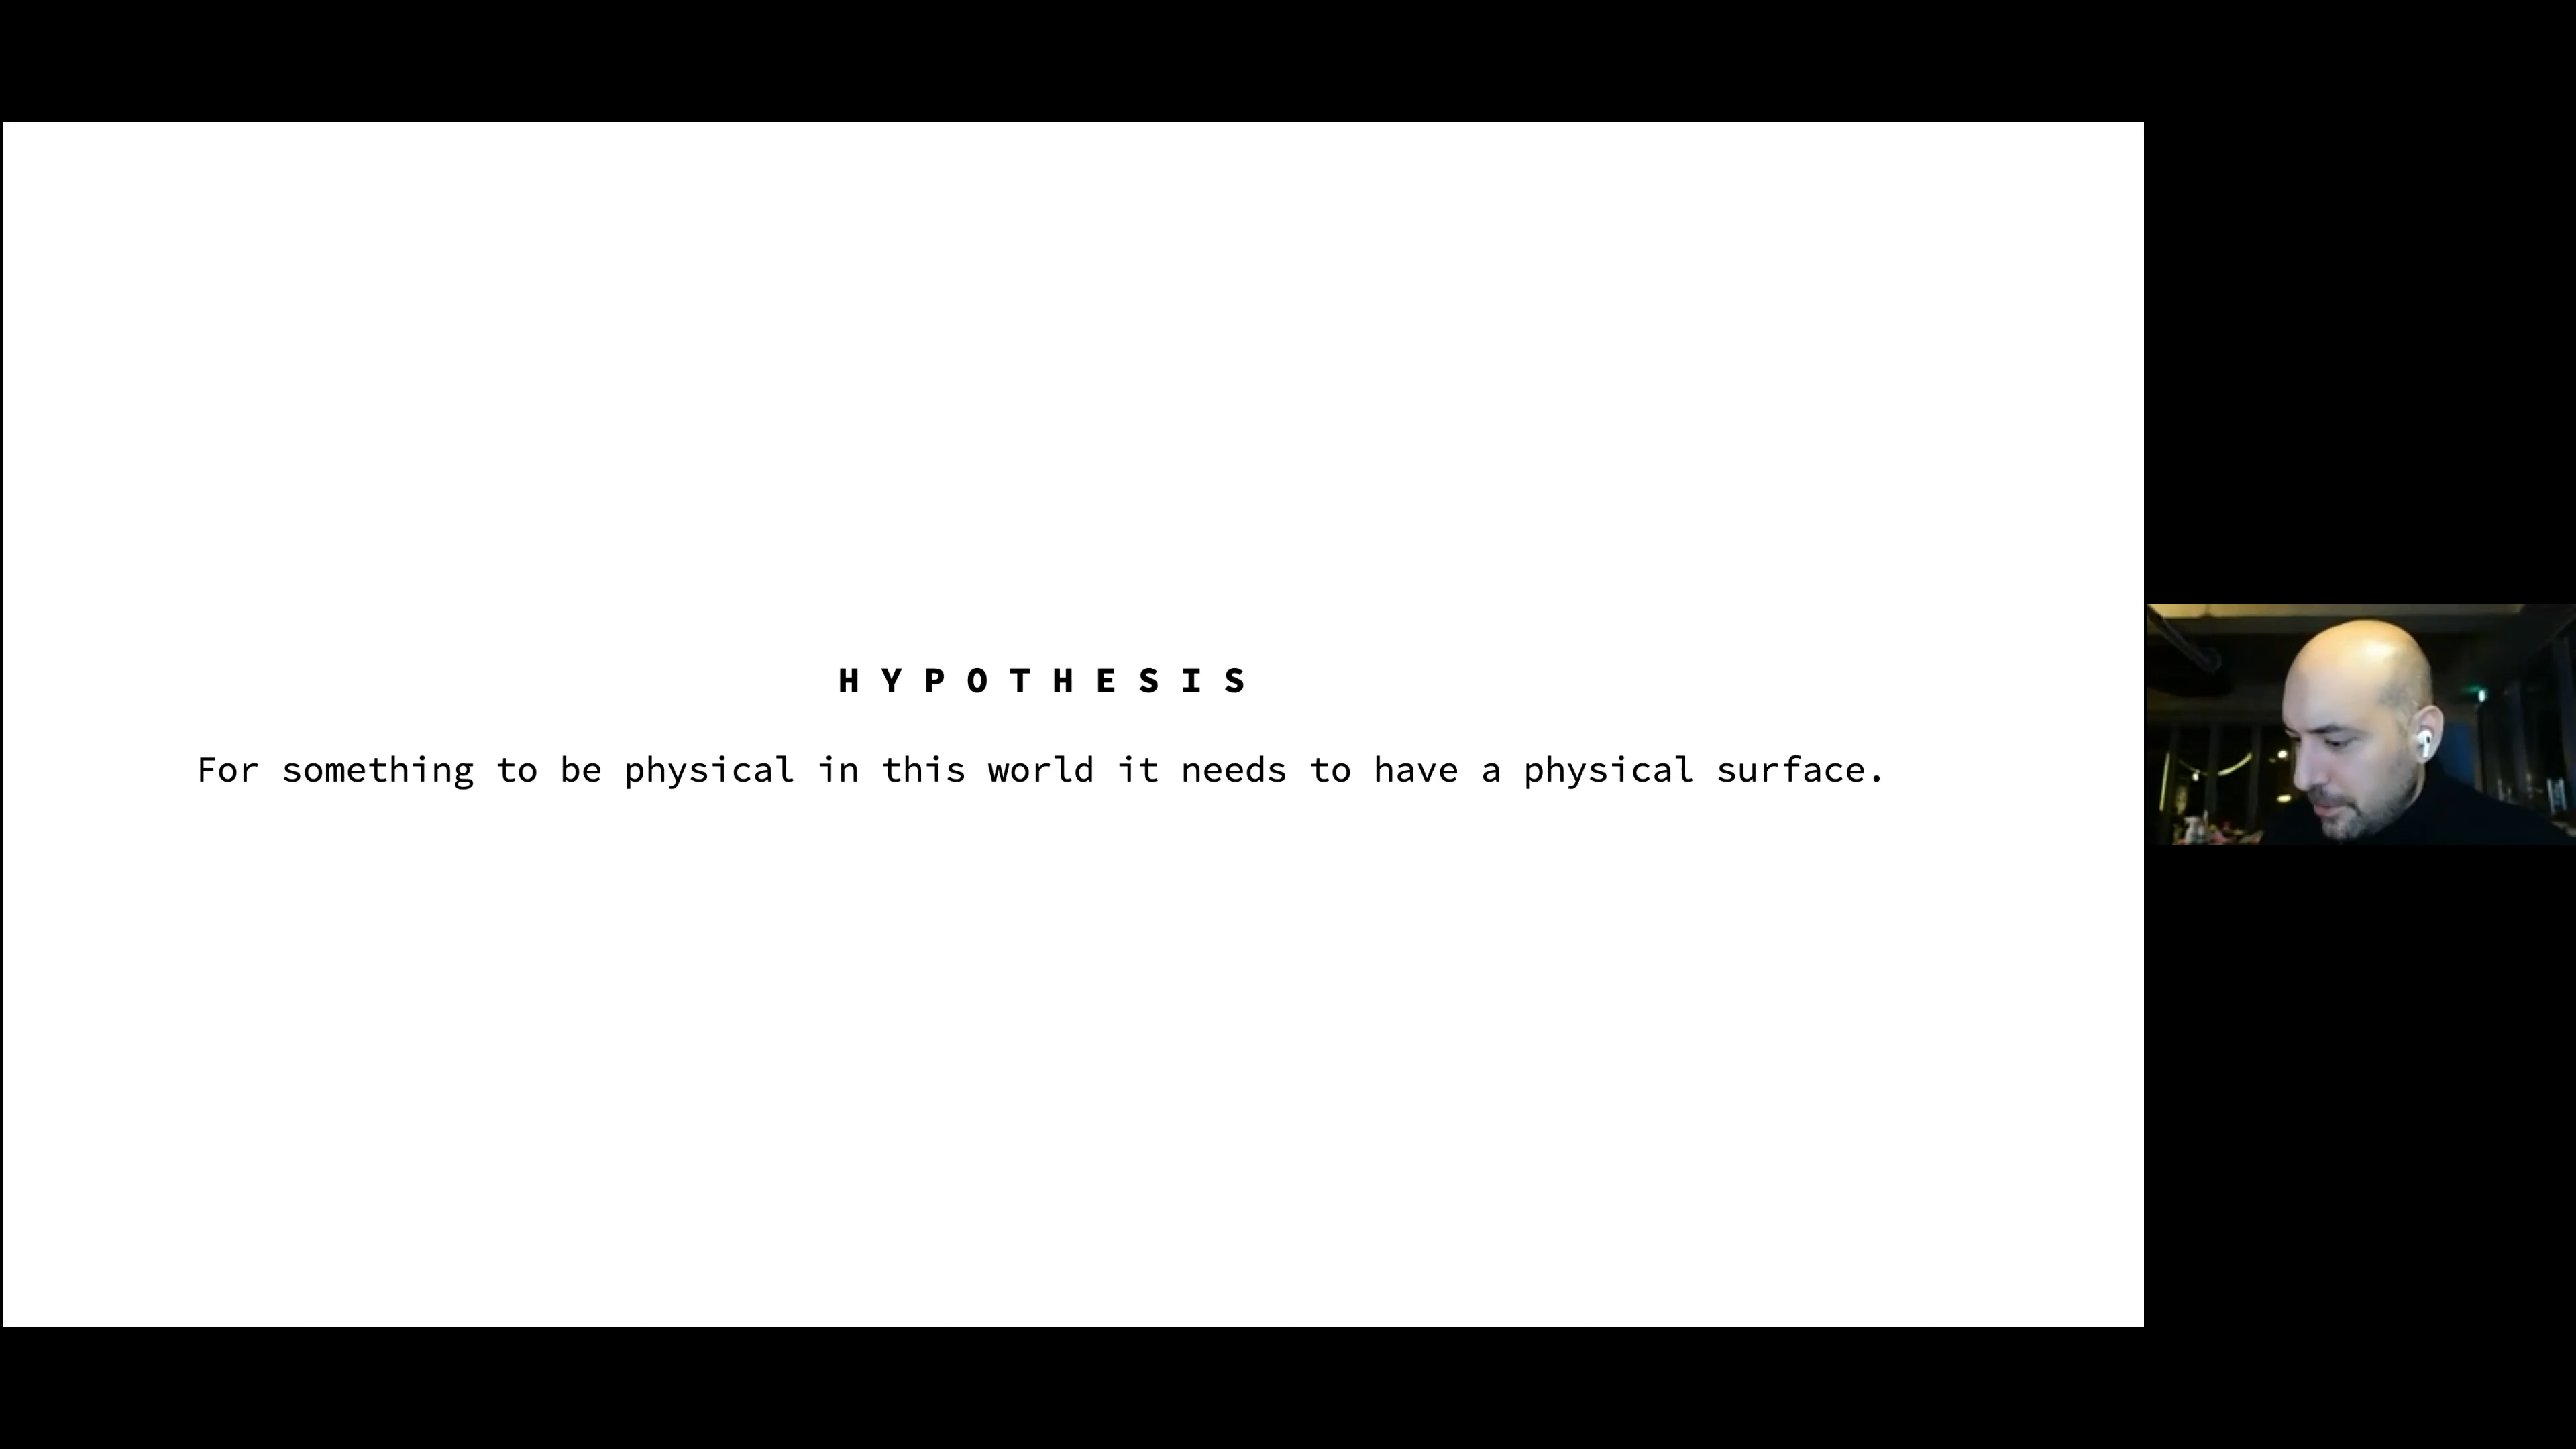 H Y P O T H E S I S
For something to be physical in this world it needs to have a physical surface.